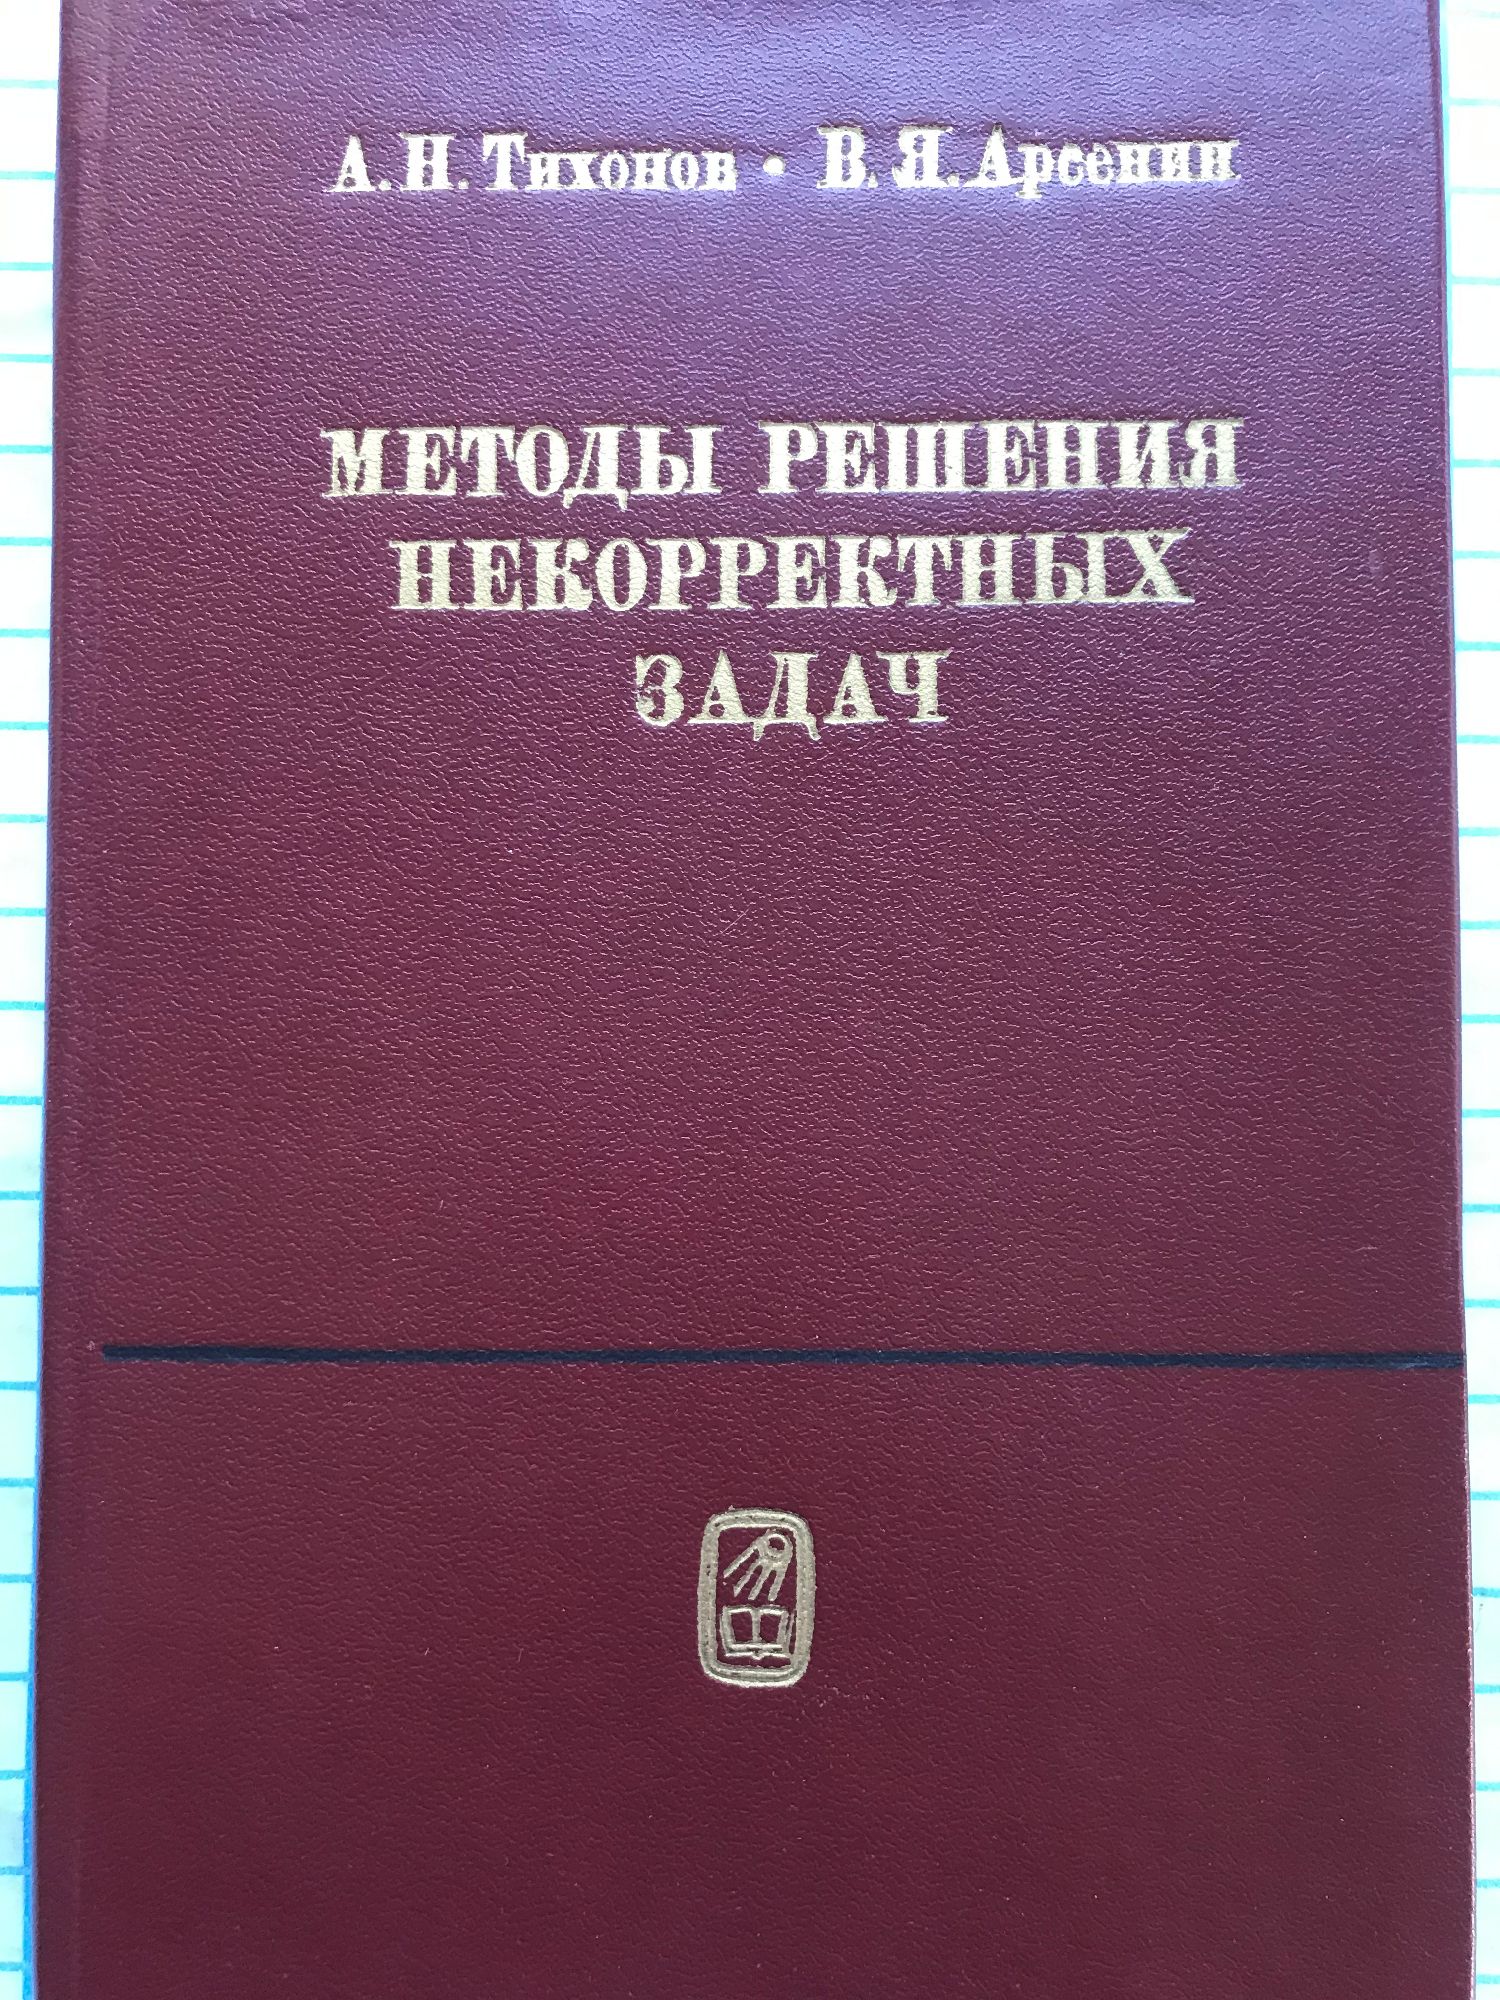 А. Н. Тихонов · В. Я. Арсенин
МЕТОДЫ РЕШЕНИЯ
НЕКОРРЕКТНЫХ
ЗАДАЧ